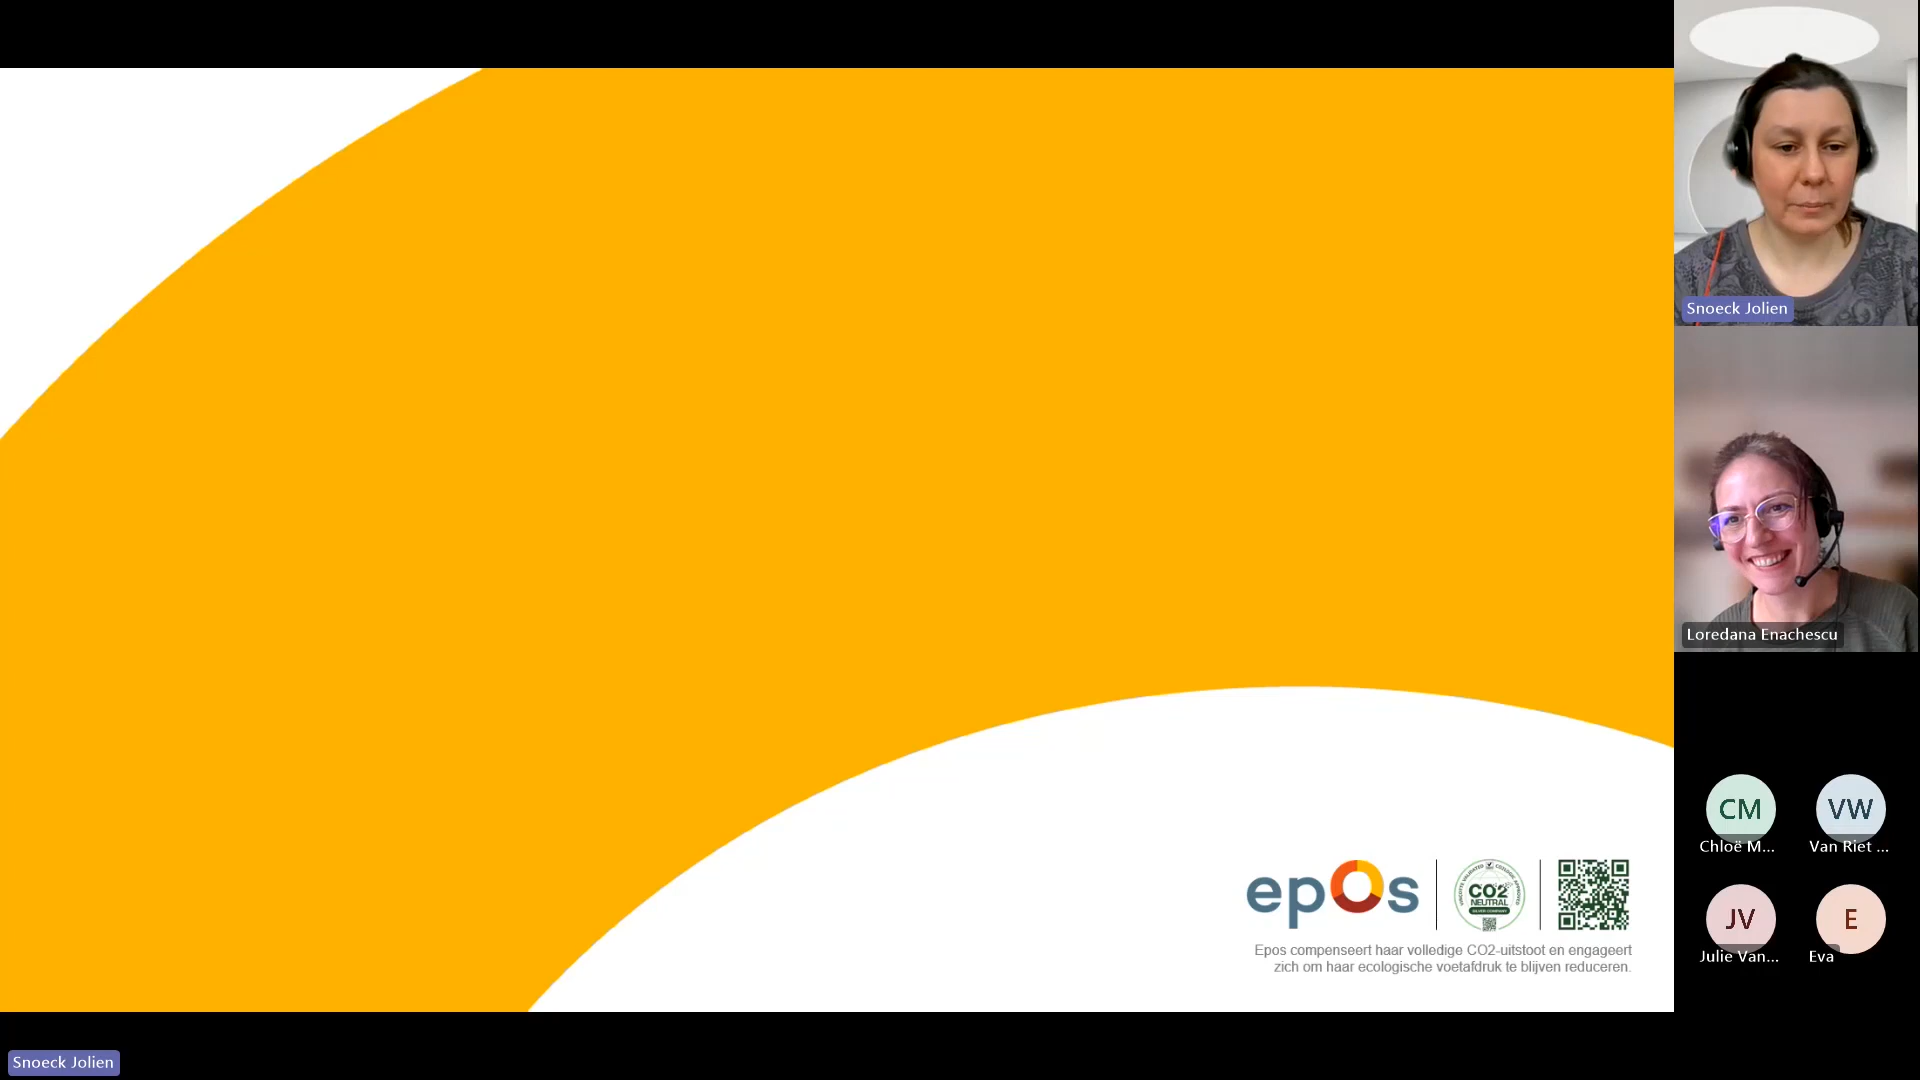 Snoeck Jolien
Loredana Enachescu
CM
VW
Chloë M...
Van Riet ...
JV
E
Julie Van...
Eva
epos
CO2
NEUTRAL
Epos compenseert haar volledige CO2-uitstoot en engageert
zich om haar ecologische voetafdruk te blijven reduceren.
Snoeck Jolien